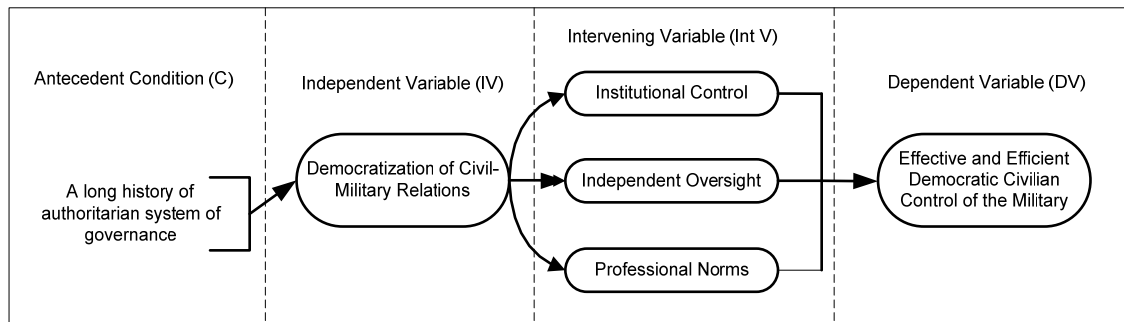 Antecedent Condition (C)
A long history of
authoritarian system of
governance
Independent Variable (IV)
Democratization of Civil-
Military Relations
Intervening Variable (Int V)
Institutional Control
Independent Oversight
Professional Norms
Dependent Variable (DV)
Effective and Efficient
Democratic Civilian
Control of the Military